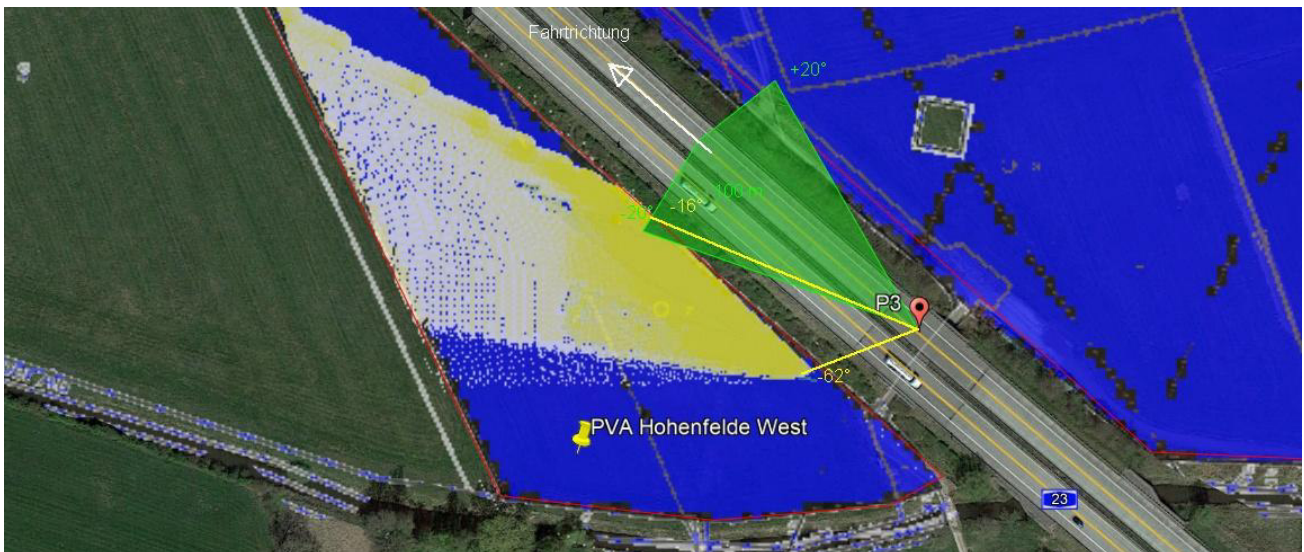 Fahrtrichtung
+20°
100 m
-16°
-20°
P3
-62°
PVA Hohenfelde West
23